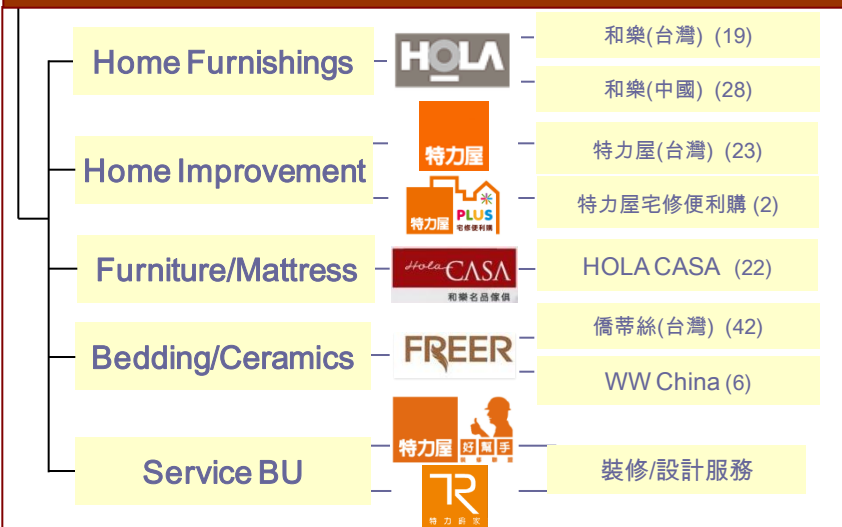 Home Furnishings
HOLA
和樂(台灣) (19)
和樂(中國) (28)
Home Improvement
特力屋
特力屋(台灣) (23)
特力屋
PLUS
宅修便利購
特力屋宅修便利購 (2)
Furniture/Mattress
Hola CASA
和樂名品傢俱
HOLA CASA (22)
Bedding/Ceramics
FREER
僑蒂絲(台灣) (42)
WW China (6)
Service BU
特力屋
好幫手
裝修/設計服務
TR